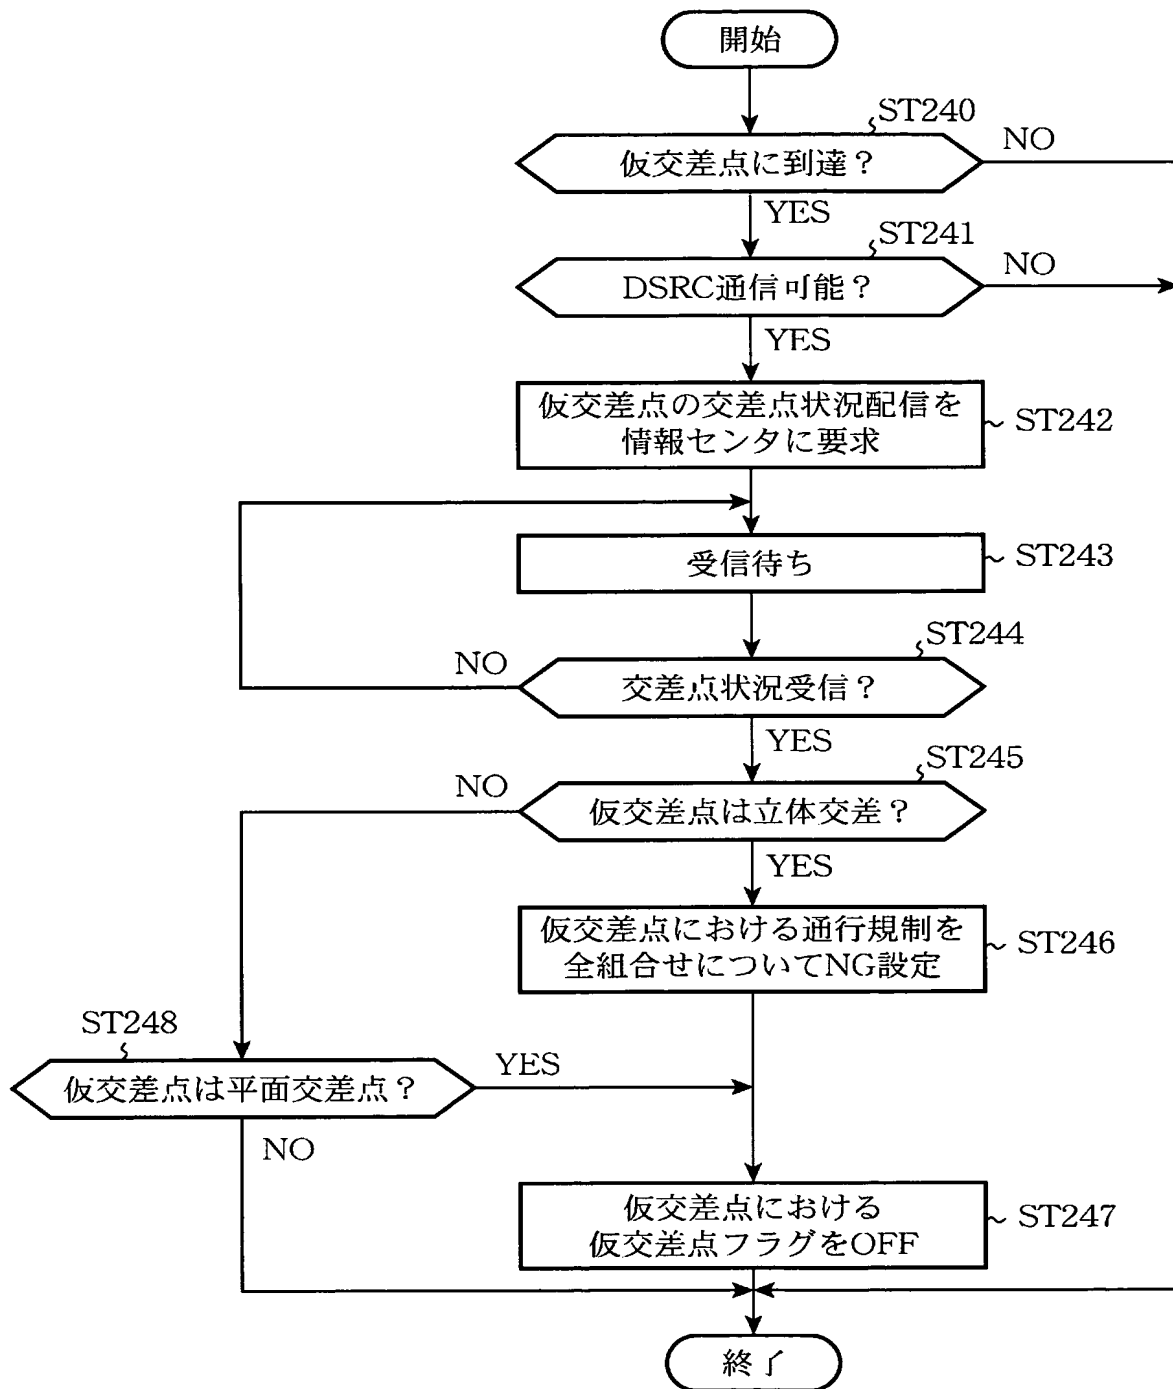 開始
ST240
仮交差点に到達？
NO
YES
ST241
DSRC通信可能？
NO
YES
仮交差点の交差点状況配信を
情報センタに要求
ST242
受信待ち
ST243
ST244
NO
交差点状況受信？
YES
ST245
NO
仮交差点は立体交差？
YES
仮交差点における通行規制を
全組合せについてNG設定
ST246
ST248
仮交差点は平面交差点？
YES
NO
仮交差点における
仮交差点フラグをOFF
ST247
終了